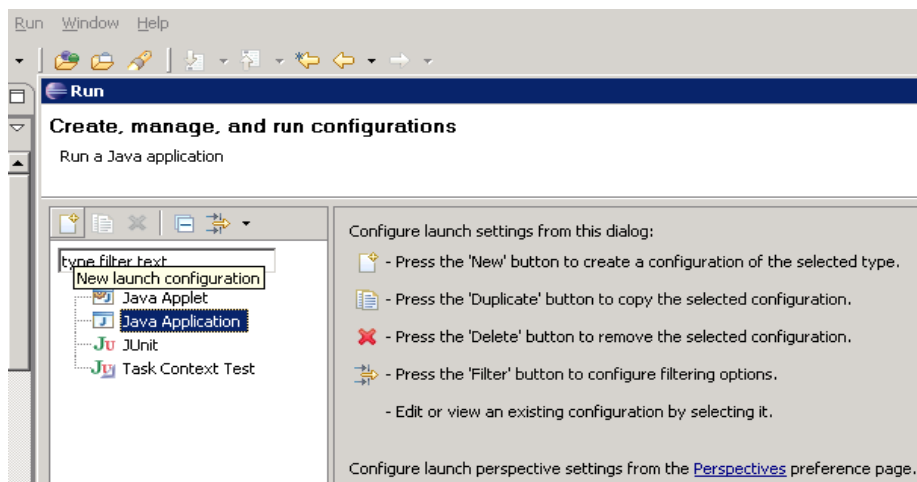 Run Window Help
Run
Create, manage, and run configurations
Run a Java application
type filter text
New launch configuration
Java Applet
Java Application
JUnit
Task Context Test
Configure launch settings from this dialog:
- Press the 'New' button to create a configuration of the selected type.
- Press the 'Duplicate' button to copy the selected configuration.
- Press the 'Delete' button to remove the selected configuration.
- Press the 'Filter' button to configure filtering options.
- Edit or view an existing configuration by selecting it.
Configure launch perspective settings from the Perspectives preference page.